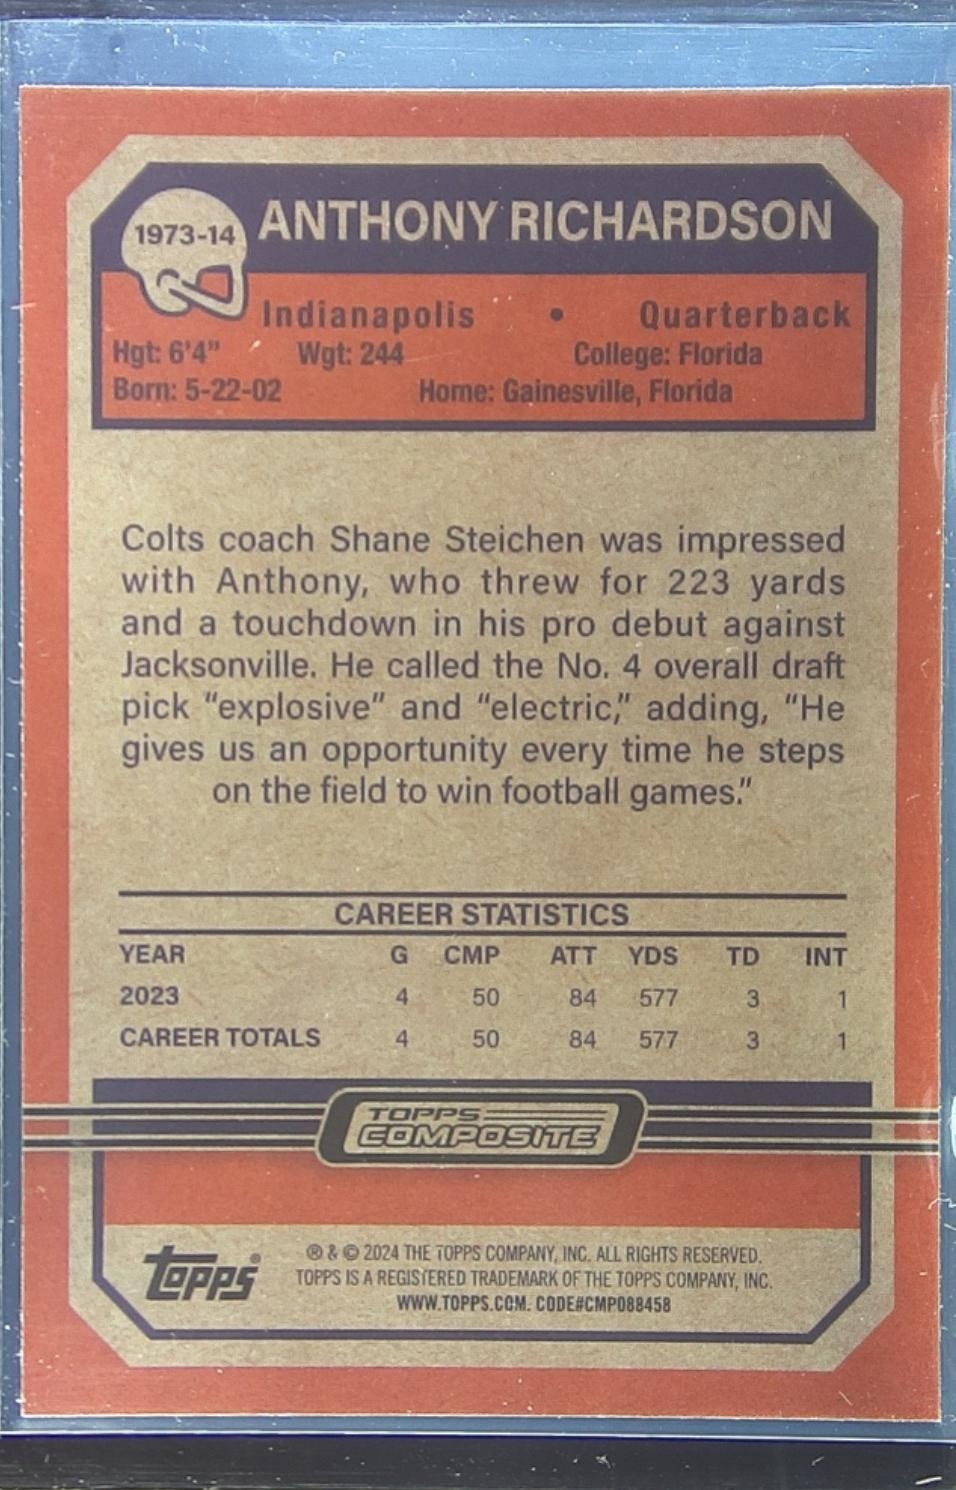 1973-14 ANTHONY RICHARDSON
Indianapolis • Quarterback
Hgt: 6'4" Wgt: 244 College: Florida
Born: 5-22-02 Home: Gainesville, Florida
Colts coach Shane Steichen was impressed
with Anthony, who threw for 223 yards
and a touchdown in his pro debut against
Jacksonville. He called the No. 4 overall draft
pick “explosive” and “electric,” adding, “He
gives us an opportunity every time he steps
on the field to win football games.”
CAREER STATISTICS
YEAR G CMP ATT YDS TD INT
2023 4 50 84 577 3 1
CAREER TOTALS 4 50 84 577 3 1
TOPPS
COMPOSITE
Topps®
® & © 2024 THE TOPPS COMPANY, INC. ALL RIGHTS RESERVED.
TOPPS IS A REGISTERED TRADEMARK OF THE TOPPS COMPANY, INC.
WWW.TOPPS.COM. CODE#CMP088458